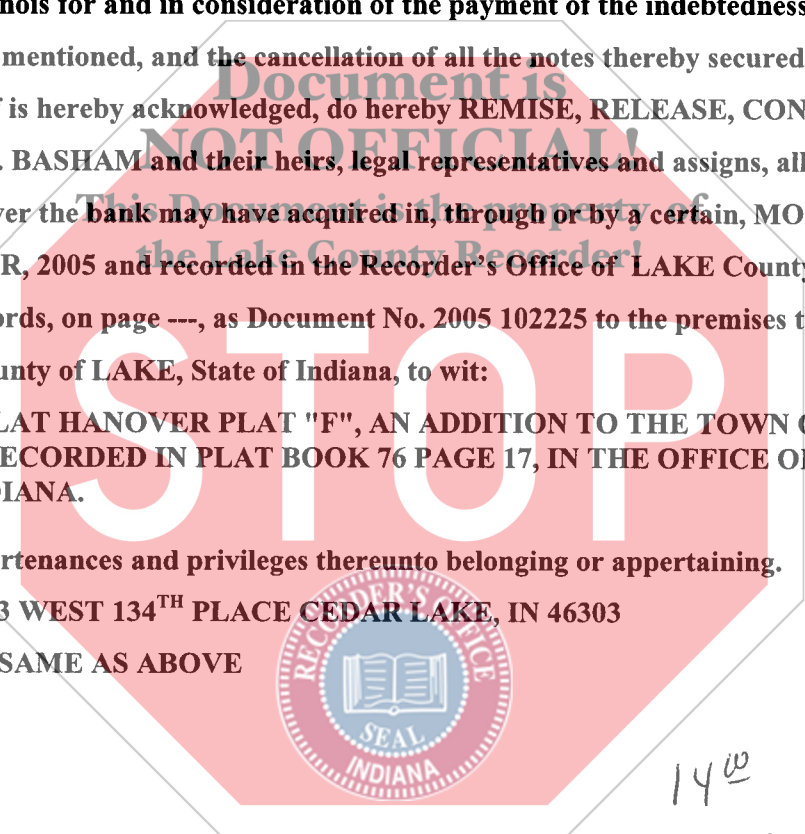 nois for and in consideration of the payment of the indebtedness
mentioned, and the cancellation of all the notes thereby secured
Document is
f is hereby acknowledged, do hereby REMISE, RELEASE, CON
NOT OFFICIAL!
. BASHAM and their heirs, legal representatives and assigns, all
This Document is the property of
ver the bank may have acquired in, through or by a certain, MO
the Lake County Recorder!
R, 2005 and recorded in the Recorder's Office of LAKE County
ords, on page ---, as Document No. 2005 102225 to the premises t
unty of LAKE, State of Indiana, to wit:
STOP
LAT HANOVER PLAT "F", AN ADDITION TO THE TOWN O
ECORDED IN PLAT BOOK 76 PAGE 17, IN THE OFFICE OF
DIANA.
rtenances and privileges thereunto belonging or appertaining.
3 WEST 134TH PLACE CEDAR LAKE, IN 46303
SAME AS ABOVE
RECORDER'S OFFICE
SEAL
INDIANA
14 00